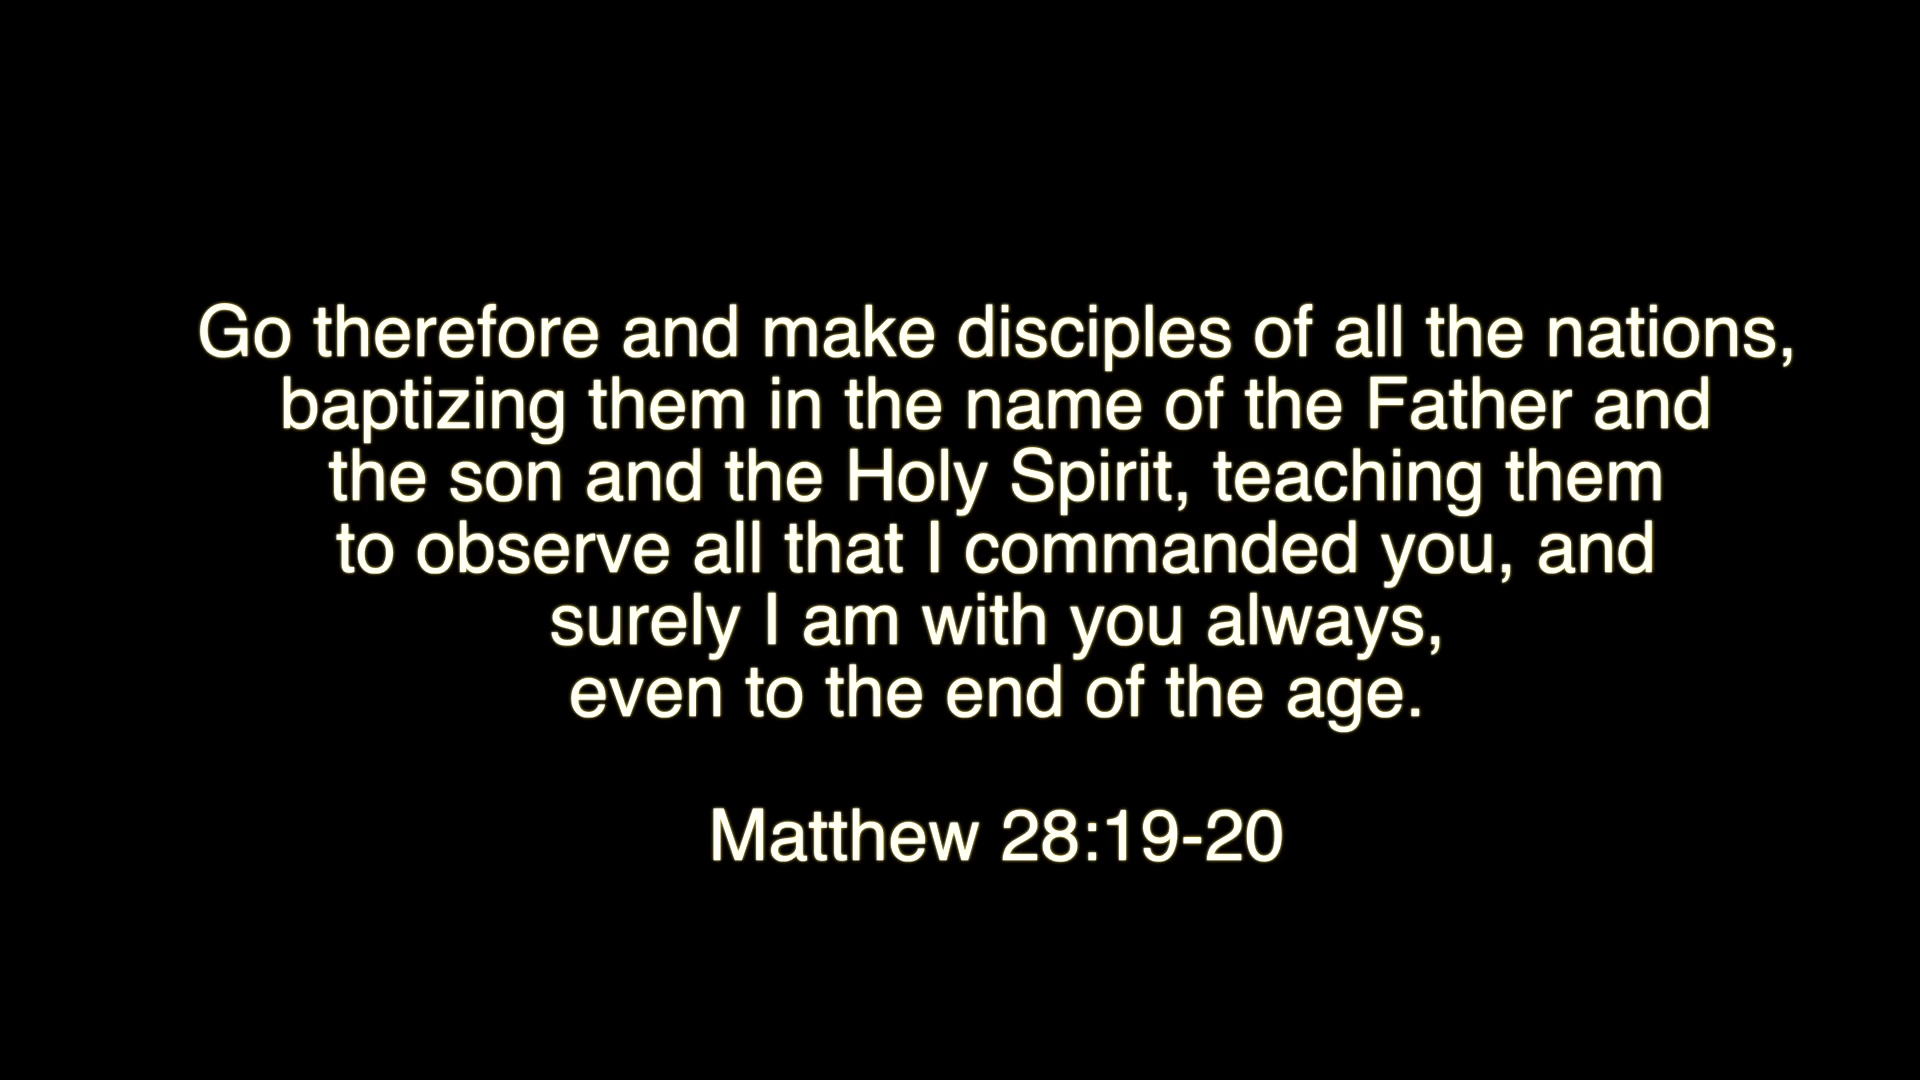 Go therefore and make disciples of all the nations,
baptizing them in the name of the Father and
the son and the Holy Spirit, teaching them
to observe all that I commanded you, and
surely I am with you always,
even to the end of the age.
Matthew 28:19-20